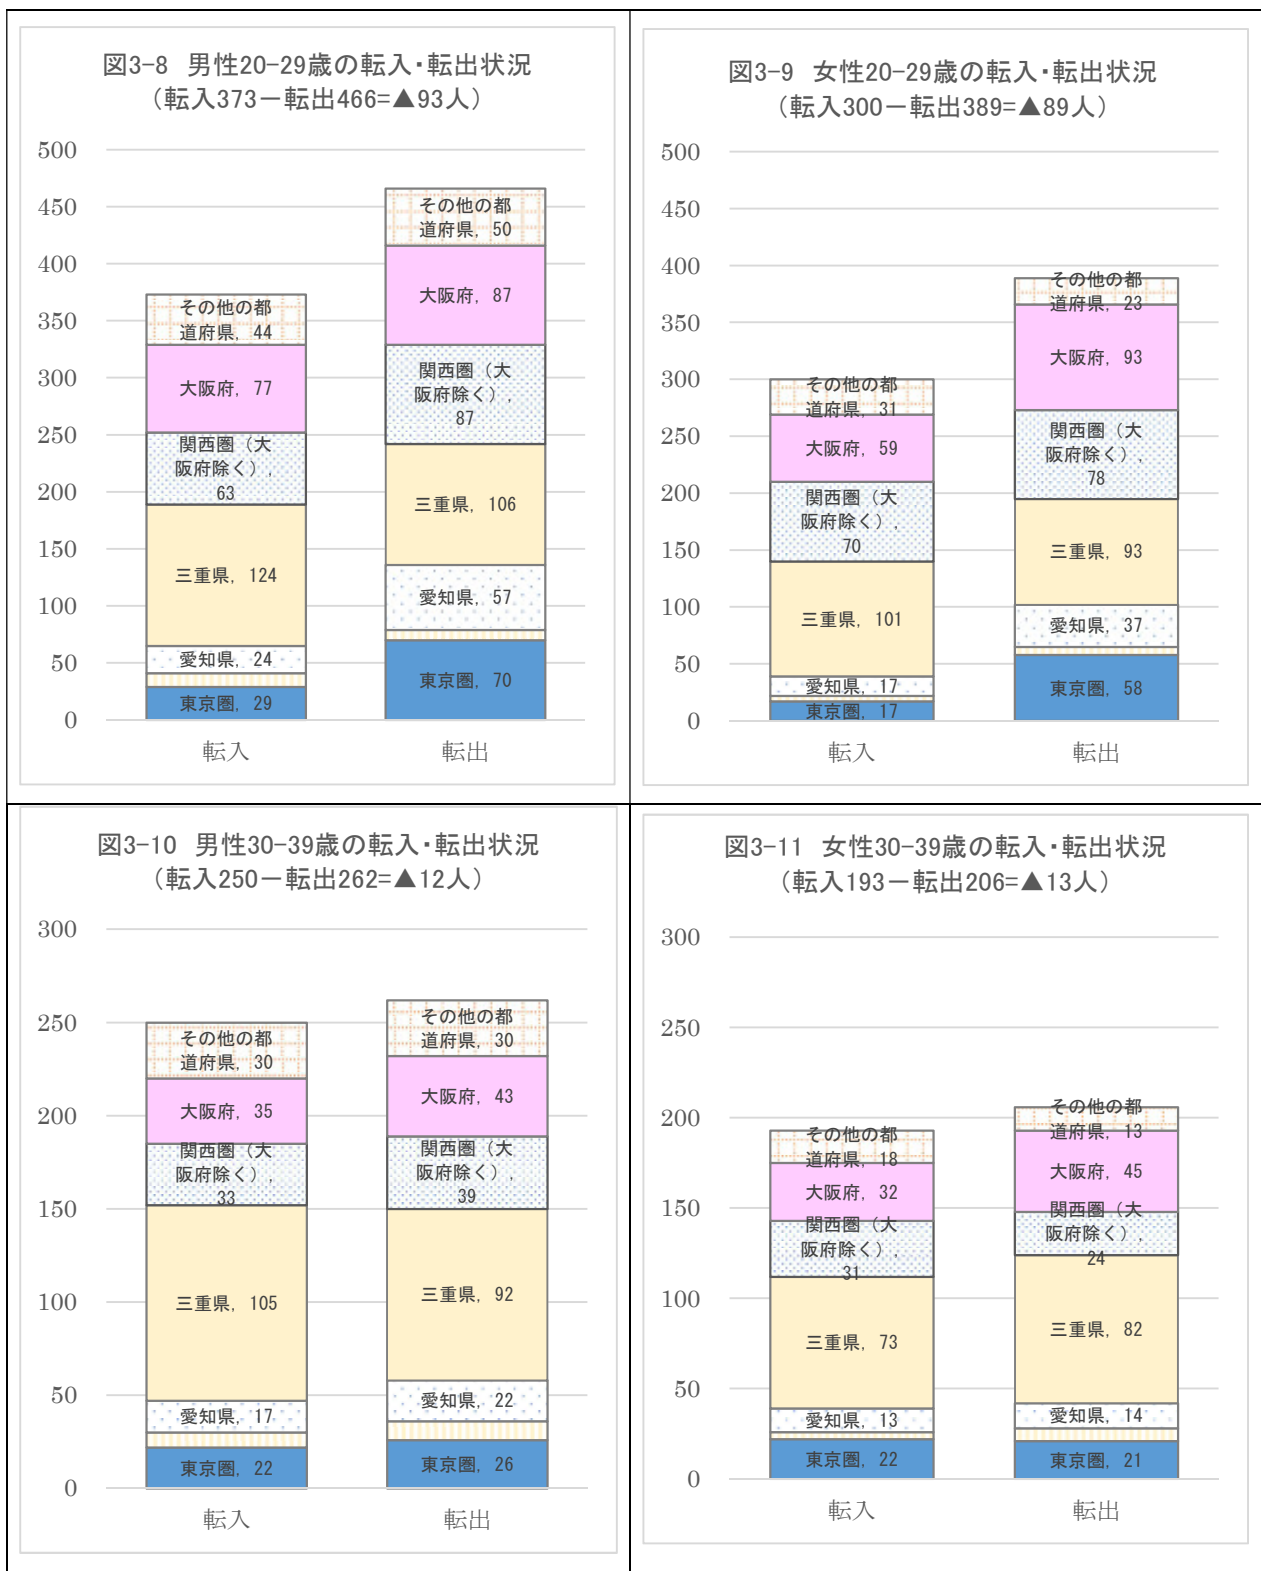 図3-8 男性20-29歳の転入・転出状況
（転入373－転出466=▲93人）
500
450
400
350
300
250
200
150
100
50
0
その他の都
道府県, 44
大阪府, 77
関西圏（大
阪府除く）,
63
三重県, 124
愛知県, 24
東京圏, 29
その他の都
道府県, 50
大阪府, 87
関西圏（大
阪府除く）,
87
三重県, 106
愛知県, 57
東京圏, 70
転入
転出
図3-9 女性20-29歳の転入・転出状況
（転入300－転出389=▲89人）
500
450
400
350
300
250
200
150
100
50
0
その他の都
道府県, 31
大阪府, 59
関西圏（大
阪府除く）,
70
三重県, 101
愛知県, 17
東京圏, 17
その他の都
道府県, 23
大阪府, 93
関西圏（大
阪府除く）,
78
三重県, 93
愛知県, 37
東京圏, 58
転入
転出
図3-10 男性30-39歳の転入・転出状況
（転入250－転出262=▲12人）
300
250
200
150
100
50
0
その他の都
道府県, 30
大阪府, 35
関西圏（大
阪府除く）,
33
三重県, 105
愛知県, 17
東京圏, 22
その他の都
道府県, 30
大阪府, 43
関西圏（大
阪府除く）,
39
三重県, 92
愛知県, 22
東京圏, 26
転入
転出
図3-11 女性30-39歳の転入・転出状況
（転入193－転出206=▲13人）
300
250
200
150
100
50
0
その他の都
道府県, 18
大阪府, 32
関西圏（大
阪府除く）,
31
三重県, 73
愛知県, 13
東京圏, 22
その他の都
道府県, 13
大阪府, 45
関西圏（大
阪府除く）,
24
三重県, 82
愛知県, 14
東京圏, 21
転入
転出